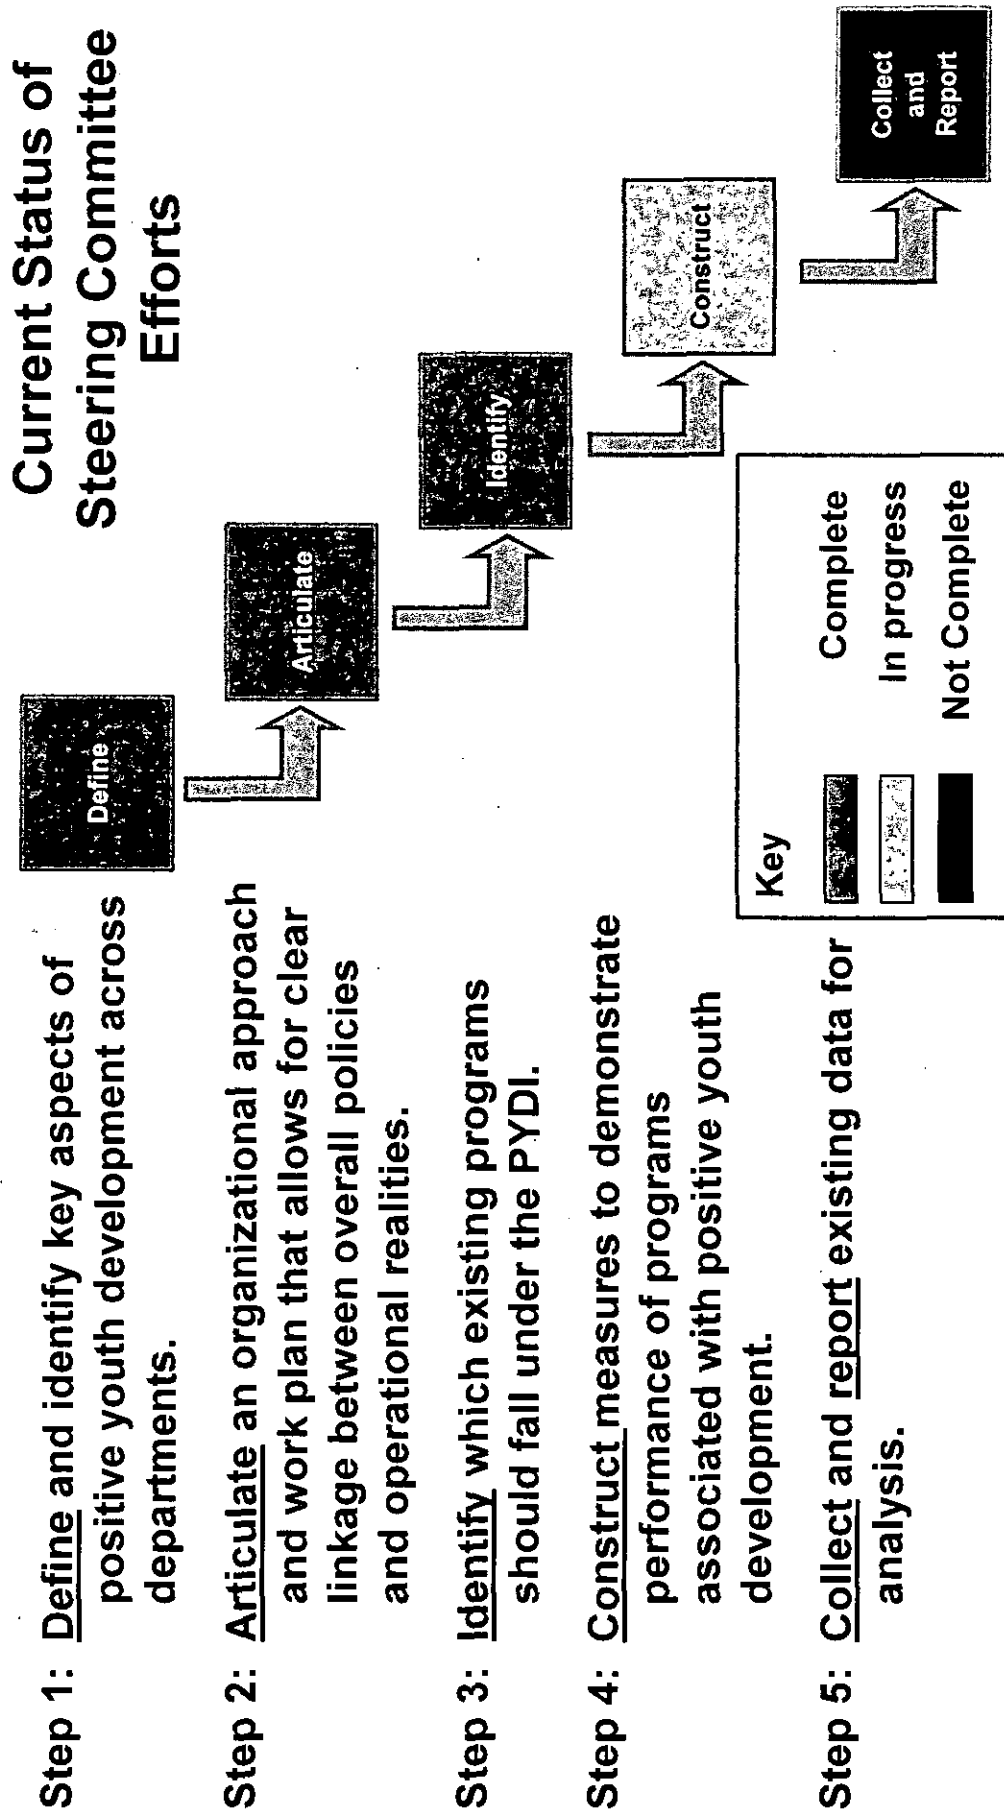 Current Status of
Steering Committee
Efforts
Step 1: Define and identify key aspects of
positive youth development across
departments.
Step 2: Articulate an organizational approach
and work plan that allows for clear
linkage between overall policies
and operational realities.
Step 3: Identify which existing programs
should fall under the PYDI.
Step 4: Construct measures to demonstrate
performance of programs
associated with positive youth
development.
Step 5: Collect and report existing data for
analysis.
Define
Articulate
Identify
Construct
Collect
and
Report
Key
Complete
In progress
Not Complete